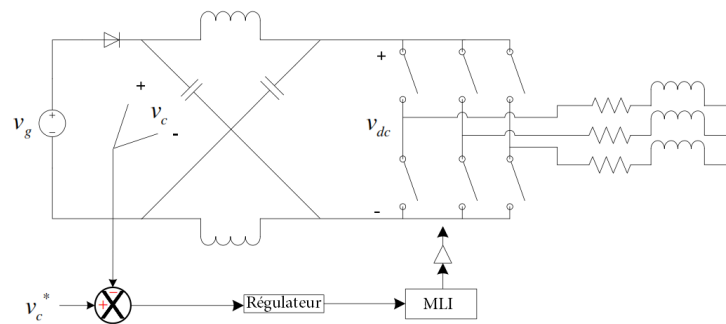 +
+
v_c
-
v_g
+
−
v_dc
-
−
+
v_c*
Régulateur
MLI